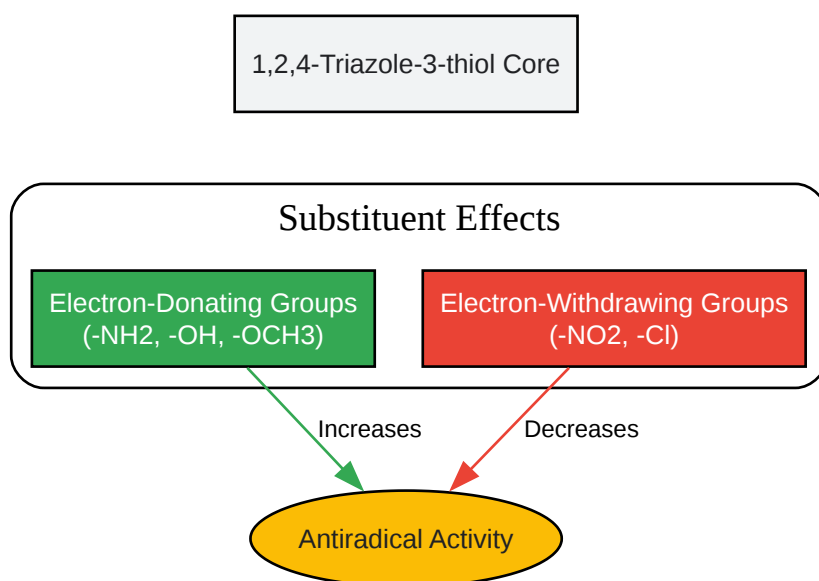 1,2,4-Triazole-3-thiol Core
Substituent Effects
Electron-Donating Groups
(-NH2, -OH, -OCH3)
Electron-Withdrawing Groups
(-NO2, -Cl)
Increases
Decreases
Antiradical Activity